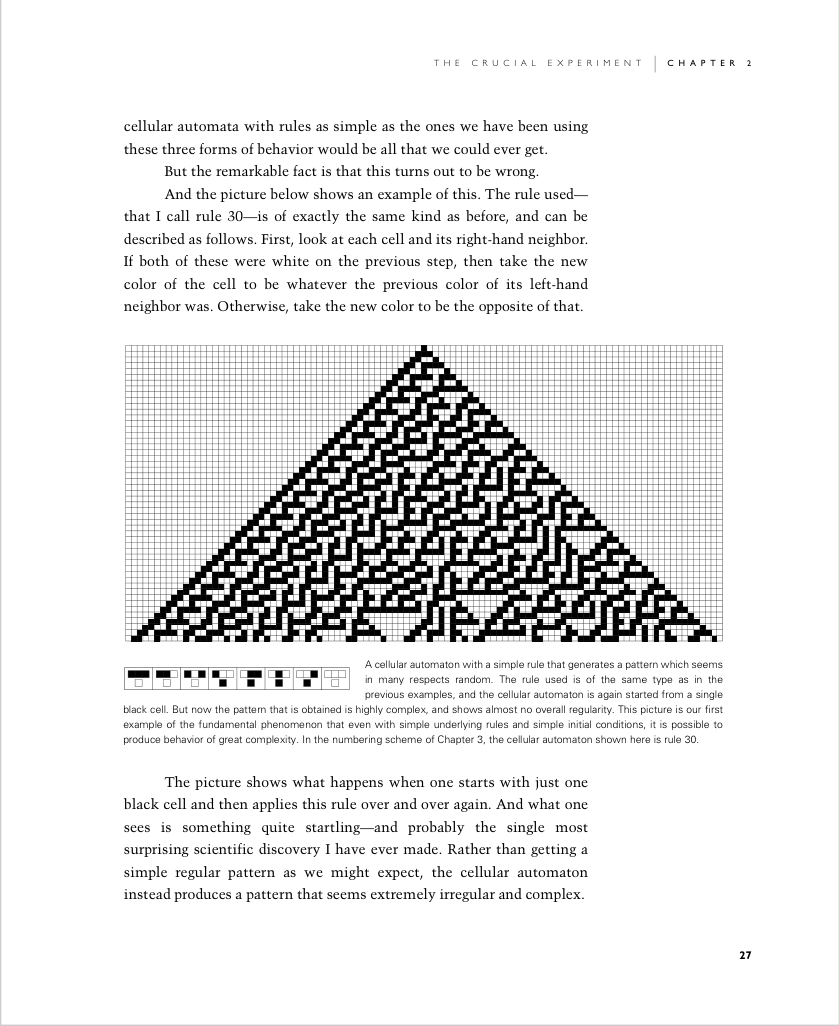 THE CRUCIAL EXPERIMENT | CHAPTER 2
cellular automata with rules as simple as the ones we have been using
these three forms of behavior would be all that we could ever get.
But the remarkable fact is that this turns out to be wrong.
And the picture below shows an example of this. The rule used—
that I call rule 30—is of exactly the same kind as before, and can be
described as follows. First, look at each cell and its right-hand neighbor.
If both of these were white on the previous step, then take the new
color of the cell to be whatever the previous color of its left-hand
neighbor was. Otherwise, take the new color to be the opposite of that.
A cellular automaton with a simple rule that generates a pattern which seems
in many respects random. The rule used is of the same type as in the
previous examples, and the cellular automaton is again started from a single
black cell. But now the pattern that is obtained is highly complex, and shows almost no overall regularity. This picture is our first
example of the fundamental phenomenon that even with simple underlying rules and simple initial conditions, it is possible to
produce behavior of great complexity. In the numbering scheme of Chapter 3, the cellular automaton shown here is rule 30.
The picture shows what happens when one starts with just one
black cell and then applies this rule over and over again. And what one
sees is something quite startling—and probably the single most
surprising scientific discovery I have ever made. Rather than getting a
simple regular pattern as we might expect, the cellular automaton
instead produces a pattern that seems extremely irregular and complex.
27